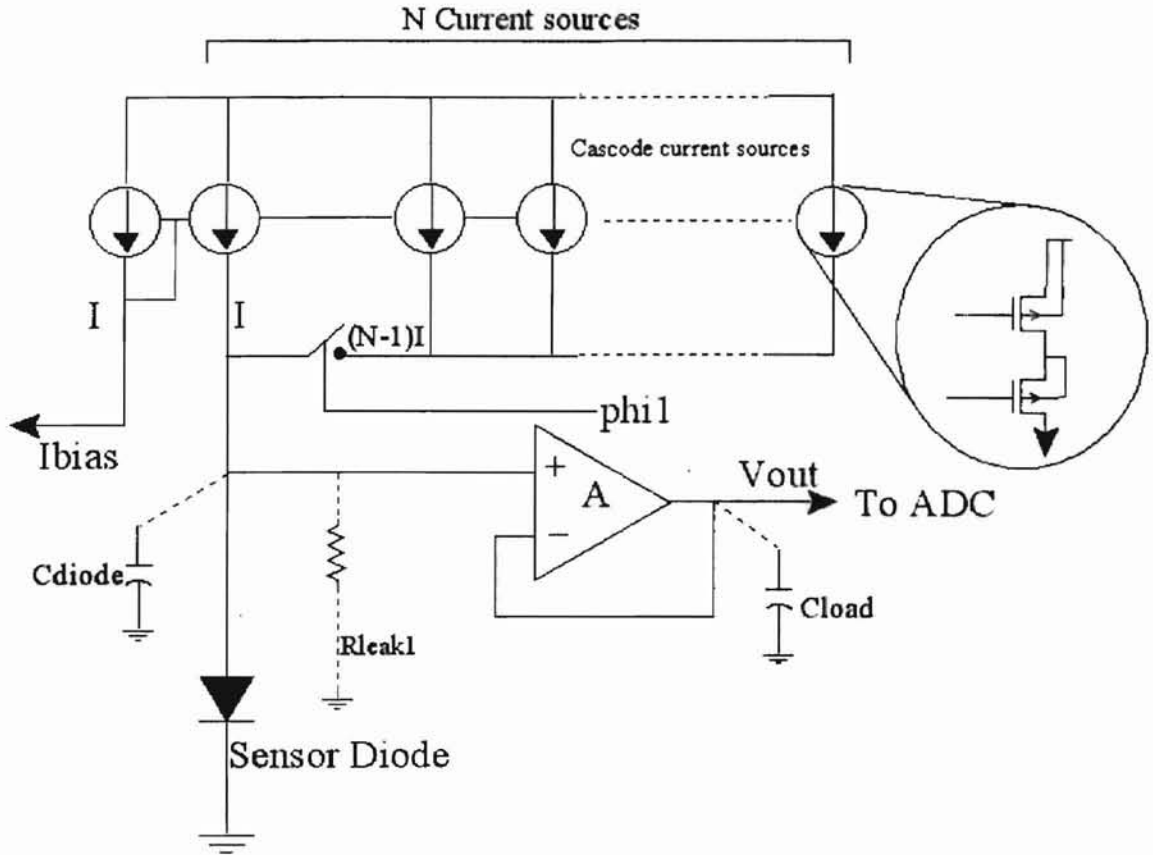 N Current sources
Cascode current sources
I
I
(N-1)I
phi1
Ibias
+
A
−
Vout
To ADC
Cdiode
Rleak1
Cload
Sensor Diode